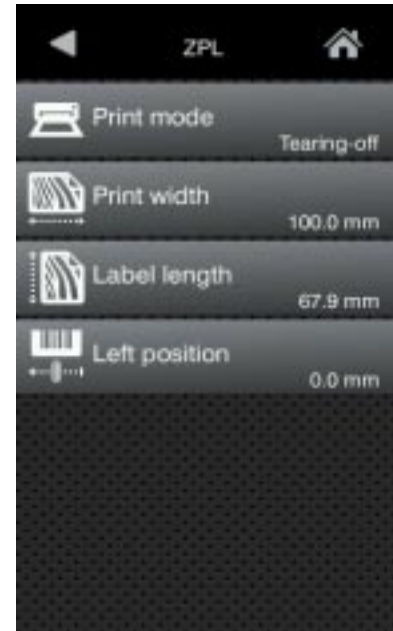 ZPL
Print mode
Tearing-off
Print width
100.0 mm
Label length
67.9 mm
Left position
0.0 mm